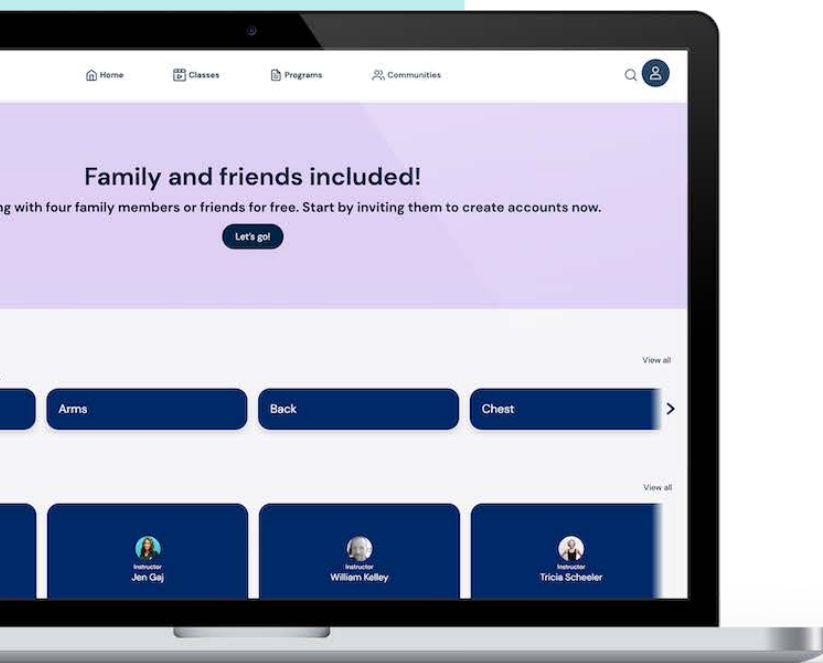 Home Classes Programs Communities
Family and friends included!
with four family members or friends for free. Start by inviting them to create accounts now.
Let's go!
View all
Arms Back Chest
View all
Instructor Instructor Instructor
Jen Gaj William Kelley Tricia Scheeler